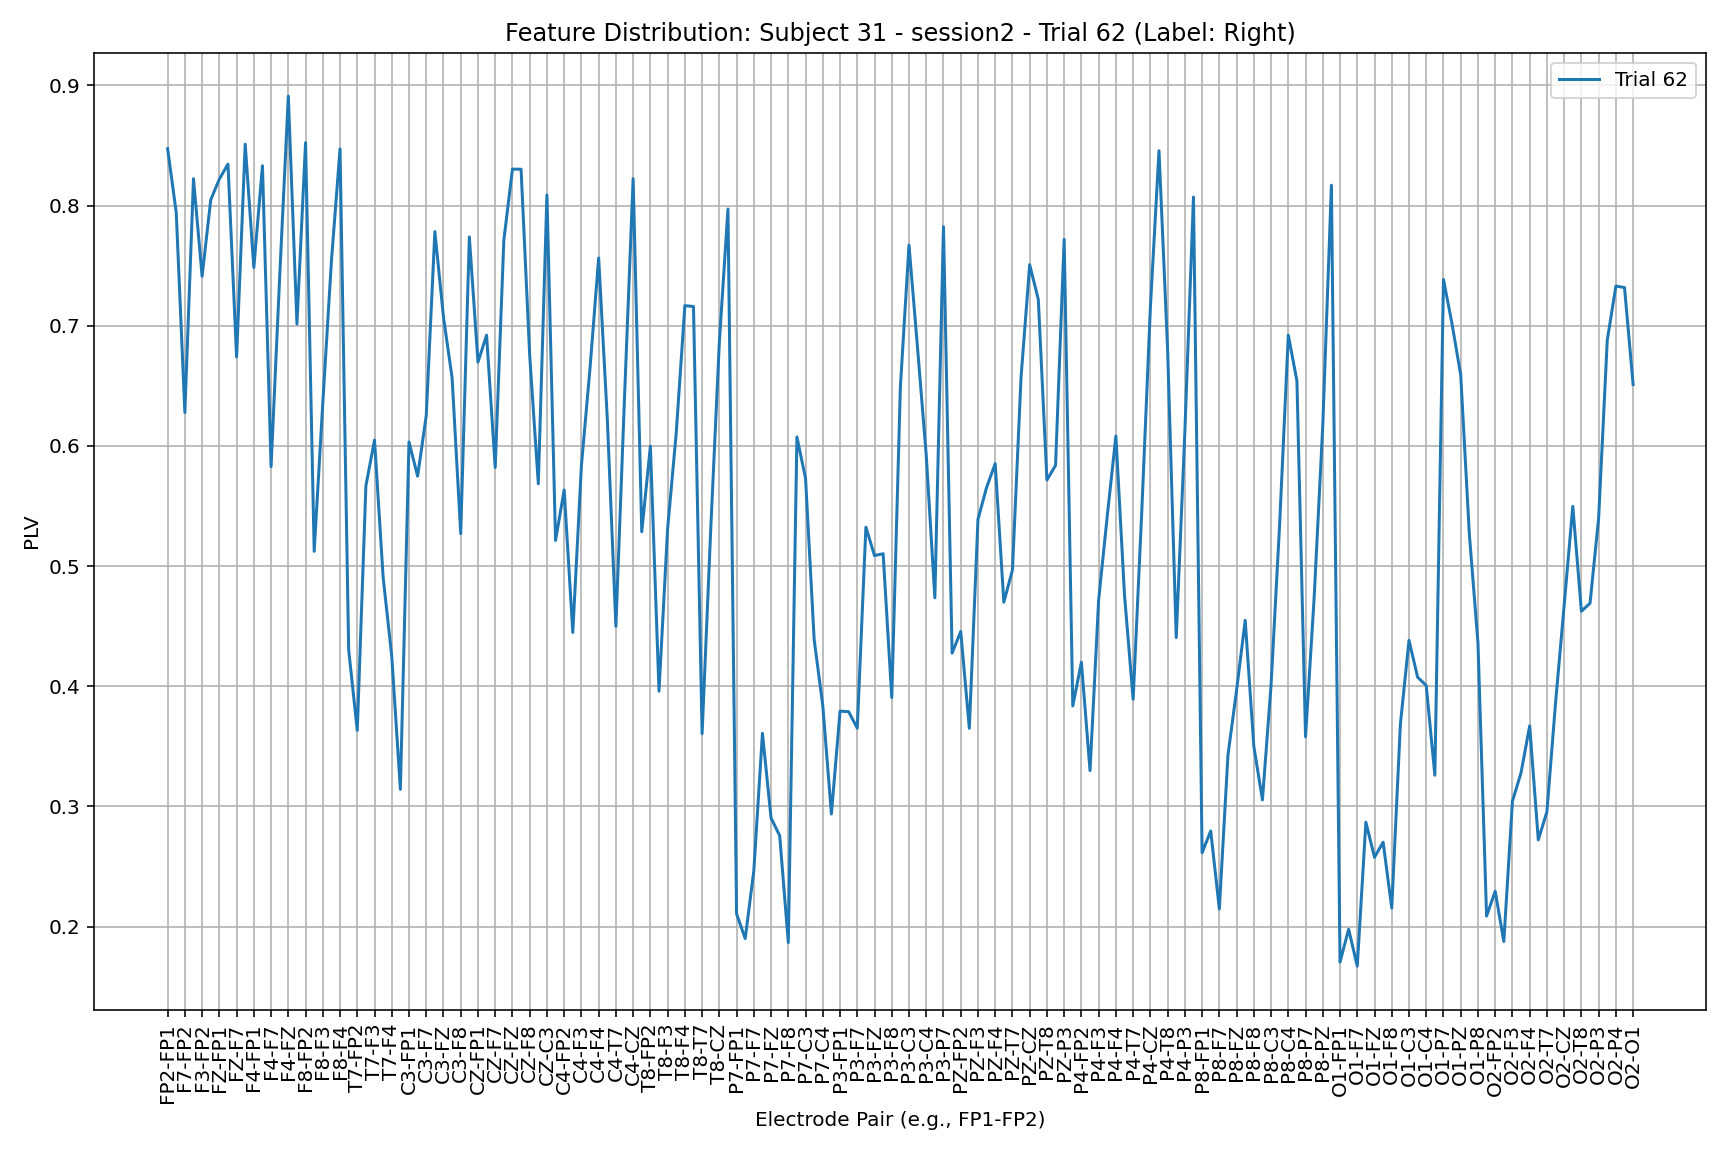 Feature Distribution: Subject 31 - session2 - Trial 62 (Label: Right)
Trial 62
PLV
0.9
0.8
0.7
0.6
0.5
0.4
0.3
0.2
FP2-FP1
F7-FP2
F3-FP2
FZ-FP1
FZ-F7
F4-FP1
F4-F7
F4-FZ
F8-FP2
F8-F3
F8-F4
T7-FP2
T7-F3
T7-F4
C3-FP1
C3-F7
C3-FZ
C3-F8
CZ-FP1
CZ-F7
CZ-FZ
CZ-F8
CZ-C3
C4-FP2
C4-F3
C4-F4
C4-T7
C4-CZ
T8-FP2
T8-F3
T8-F4
T8-T7
T8-CZ
P7-FP1
P7-F7
P7-FZ
P7-F8
P7-C3
P7-C4
P3-FP1
P3-F7
P3-FZ
P3-F8
P3-C3
P3-C4
P3-P7
PZ-FP2
PZ-F3
PZ-F4
PZ-T7
PZ-CZ
PZ-T8
PZ-P3
P4-FP2
P4-F3
P4-F4
P4-T7
P4-CZ
P4-T8
P4-P3
P8-FP1
P8-F7
P8-FZ
P8-F8
P8-C3
P8-C4
P8-P7
P8-PZ
O1-FP1
O1-F7
O1-FZ
O1-F8
O1-C3
O1-C4
O1-P7
O1-PZ
O1-P8
O2-FP2
O2-F3
O2-F4
O2-T7
O2-CZ
O2-T8
O2-P3
O2-P4
O2-O1
Electrode Pair (e.g., FP1-FP2)